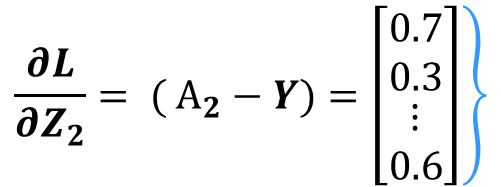 ∂L/∂Z₂ = (A₂ − Y) = [0.7
0.3
⋮
0.6]